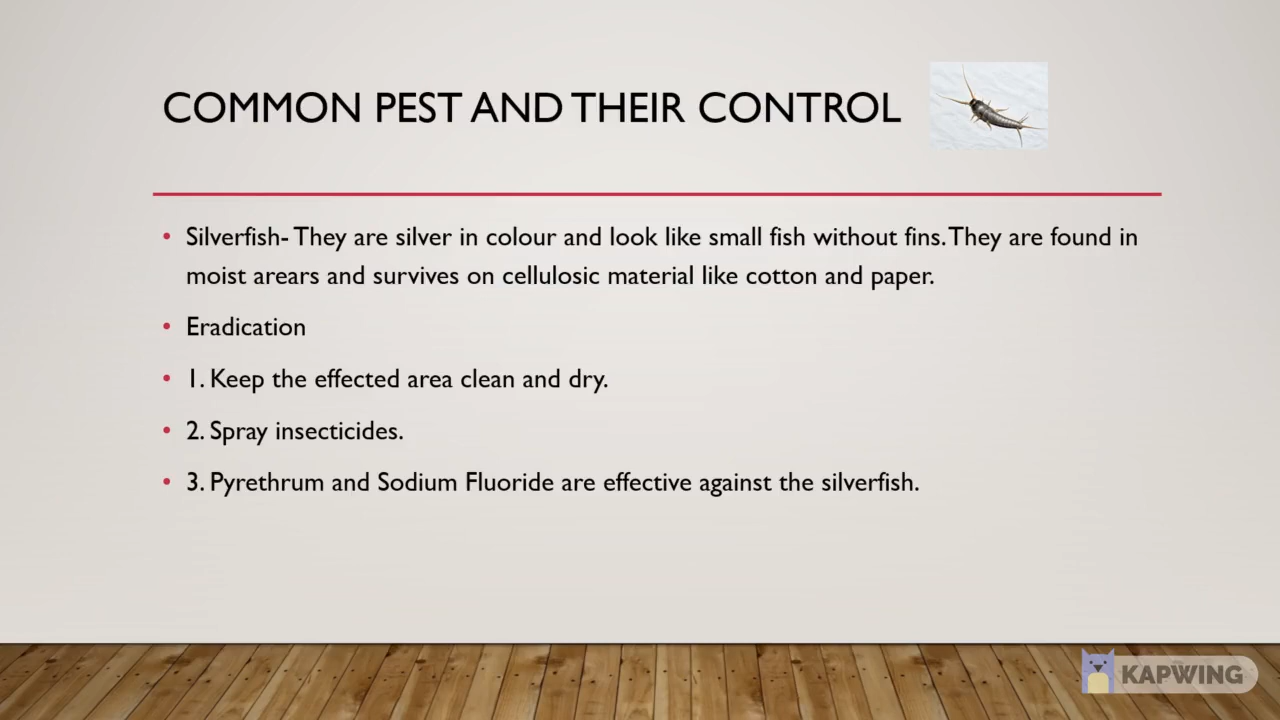 COMMON PEST AND THEIR CONTROL
• Silverfish- They are silver in colour and look like small fish without fins. They are found in
moist arears and survives on cellulosic material like cotton and paper.
• Eradication
• 1. Keep the effected area clean and dry.
• 2. Spray insecticides.
• 3. Pyrethrum and Sodium Fluoride are effective against the silverfish.
KAPWING